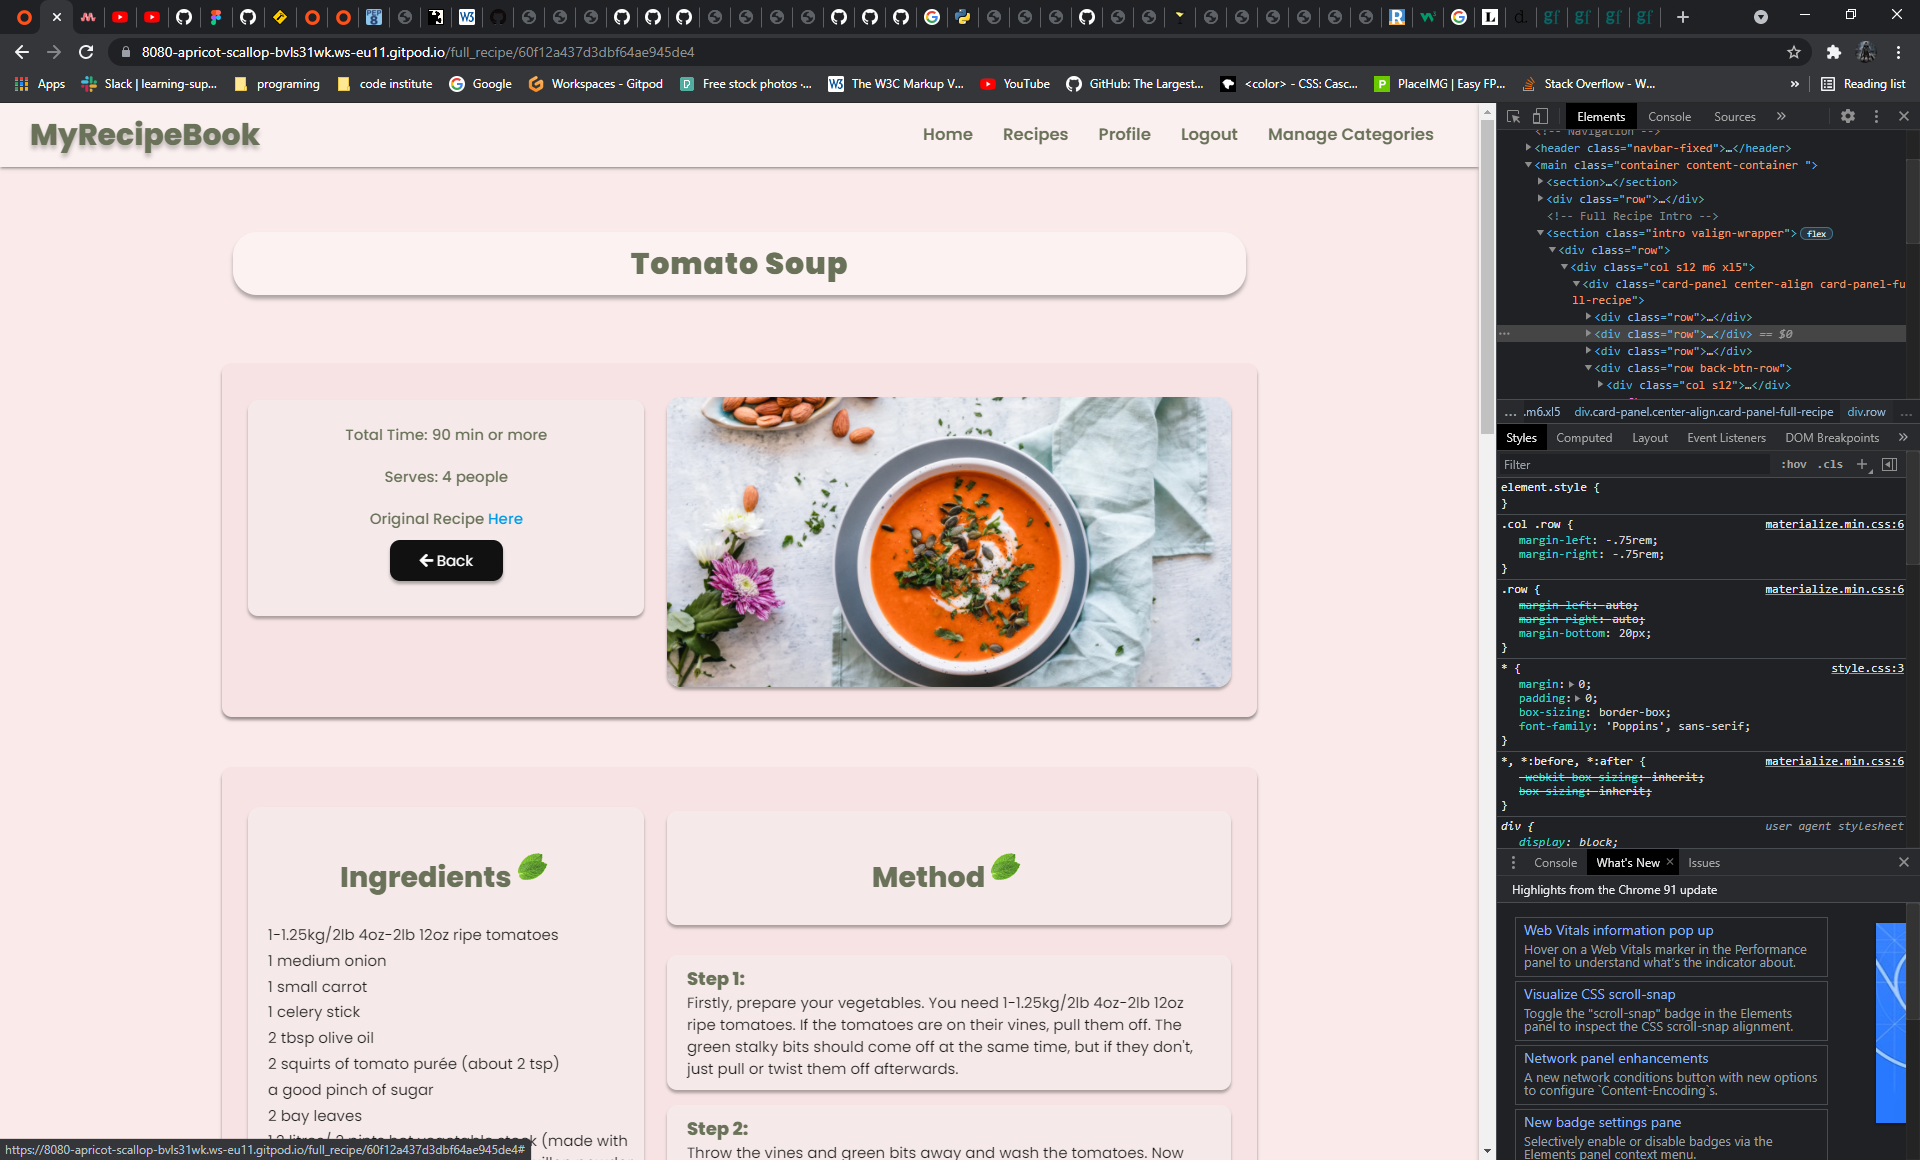 8080-apricot-scallop-bvls31wk.ws-eu11.gitpod.io/full_recipe/60f12a437d3dbf64ae945de4
Apps
Slack | learning-sup...
programing
code institute
Google
Workspaces - Gitpod
Free stock photos ·...
The W3C Markup V...
YouTube
GitHub: The Largest...
<color> - CSS: Casc...
PlaceIMG | Easy FP...
Stack Overflow - W...
»
Reading list
MyRecipeBook
Home
Recipes
Profile
Logout
Manage Categories
Tomato Soup
Total Time: 90 min or more
Serves: 4 people
Original Recipe Here
Back
Ingredients
1-1.25kg/2lb 4oz-2lb 12oz ripe tomatoes
1 medium onion
1 small carrot
1 celery stick
2 tbsp olive oil
2 squirts of tomato purée (about 2 tsp)
a good pinch of sugar
2 bay leaves
(made with
Method
Step 1:
Firstly, prepare your vegetables. You need 1-1.25kg/2lb 4oz-2lb 12oz
ripe tomatoes. If the tomatoes are on their vines, pull them off. The
green stalky bits should come off at the same time, but if they don't,
just pull or twist them off afterwards.
Step 2:
Throw the vines and green bits away and wash the tomatoes. Now
https://8080-apricot-scallop-bvls31wk.ws-eu11.gitpod.io/full_recipe/60f12a437d3dbf64ae945de4#
Elements
Console
Sources
»
<!-- Navigation -->
<header class="navbar-fixed">…</header>
<main class="container content-container ">
<section>…</section>
<div class="row">…</div>
<!-- Full Recipe Intro -->
<section class="intro valign-wrapper"> flex
<div class="row">
<div class="col s12 m6 xl5">
<div class="card-panel center-align card-panel-fu
ll-recipe">
<div class="row">…</div>
<div class="row">…</div> == $0
<div class="row">…</div>
<div class="row back-btn-row">
<div class="col s12">…</div>
... .m6.xl5
div.card-panel.center-align.card-panel-full-recipe
div.row
...
Styles
Computed
Layout
Event Listeners
DOM Breakpoints
»
Filter
:hov
.cls
+
element.style {
}
.col .row {
materialize.min.css:6
margin-left: -.75rem;
margin-right: -.75rem;
}
.row {
materialize.min.css:6
margin-left: auto;
margin-right: auto;
margin-bottom: 20px;
}
* {
style.css:3
margin: 0;
padding: 0;
box-sizing: border-box;
font-family: 'Poppins', sans-serif;
}
*, *:before, *:after {
materialize.min.css:6
-webkit-box-sizing: inherit;
box-sizing: inherit;
}
div {
user agent stylesheet
display: block;
Console
What's New
Issues
Highlights from the Chrome 91 update
Web Vitals information pop up
Hover on a Web Vitals marker in the Performance
panel to understand what's the indicator about.
Visualize CSS scroll-snap
Toggle the "scroll-snap" badge in the Elements
panel to inspect the CSS scroll-snap alignment.
Network panel enhancements
A new network conditions button with new options
to configure `Content-Encoding`s.
New badge settings pane
Selectively enable or disable badges via the
Elements panel context menu.